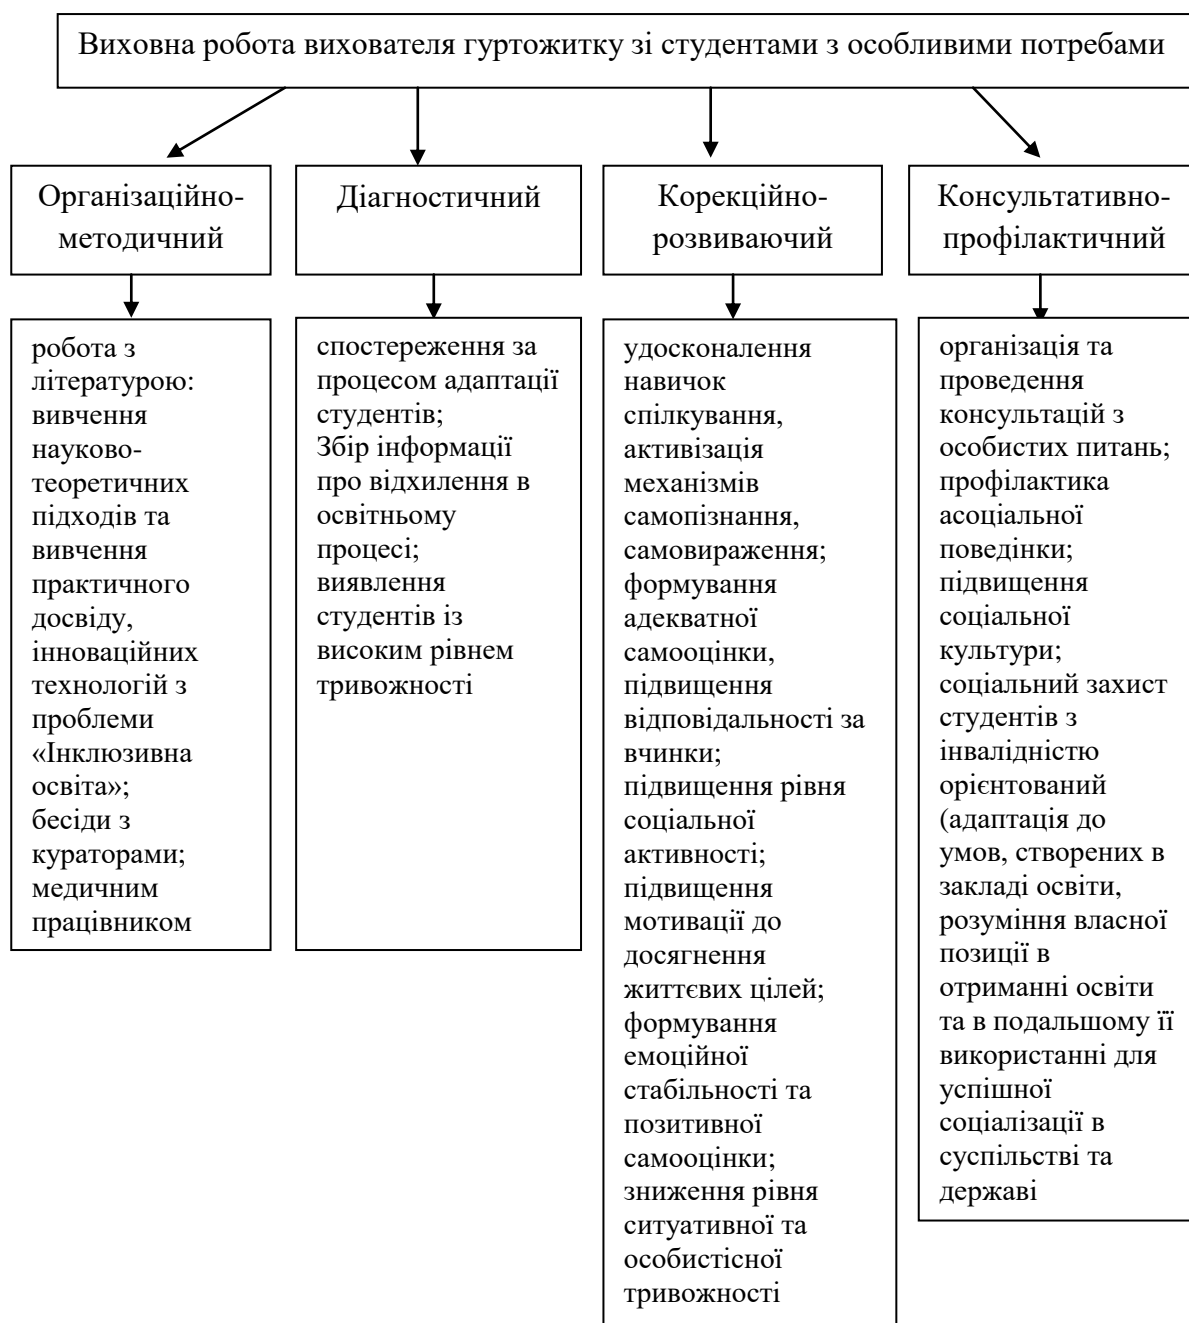 Виховна робота вихователя гуртожитку зі студентами з особливими потребами
Організаційно-
методичний
Діагностичний
Корекційно-
розвиваючий
Консультативно-
профілактичний
робота з
літературою:
вивчення
науково-
теоретичних
підходів та
вивчення
практичного
досвіду,
інноваційних
технологій з
проблеми
«Інклюзивна
освіта»;
бесіди з
кураторами;
медичним
працівником
спостереження за
процесом адаптації
студентів;
Збір інформації
про відхилення в
освітньому
процесі;
виявлення
студентів із
високим рівнем
тривожності
удосконалення
навичок
спілкування,
активізація
механізмів
самопізнання,
самовираження;
формування
адекватної
самооцінки,
підвищення
відповідальності за
вчинки;
підвищення рівня
соціальної
активності;
підвищення
мотивації до
досягнення
життєвих цілей;
формування
емоційної
стабільності та
позитивної
самооцінки;
зниження рівня
ситуативної та
особистісної
тривожності
організація та
проведення
консультацій з
особистих питань;
профілактика
асоціальної
поведінки;
підвищення
соціальної
культури;
соціальний захист
студентів з
інвалідністю
орієнтований
(адаптація до
умов, створених в
закладі освіти,
розуміння власної
позиції в
отриманні освіти
та в подальшому її
використанні для
успішної
соціалізації в
суспільстві та
державі